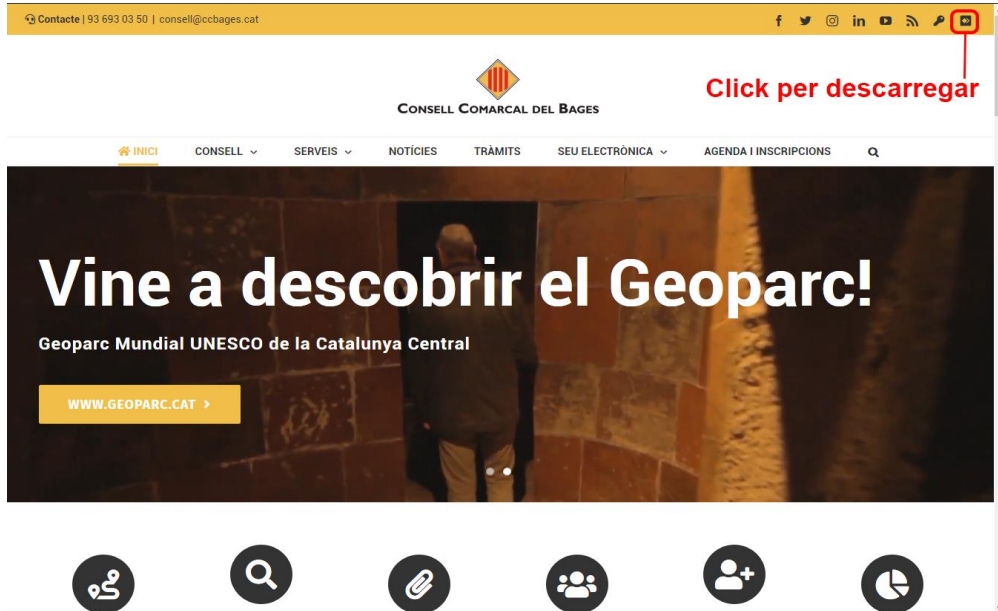 Contacte | 93 693 03 50 | consell@ccbages.cat
Click per descarregar
CONSELL COMARCAL DEL BAGES
INICI CONSELL SERVEIS NOTÍCIES TRÀMITS SEU ELECTRÒNICA AGENDA I INSCRIPCIONS
Vine a descobrir el Geoparc!
Geoparc Mundial UNESCO de la Catalunya Central
WWW.GEOPARC.CAT >